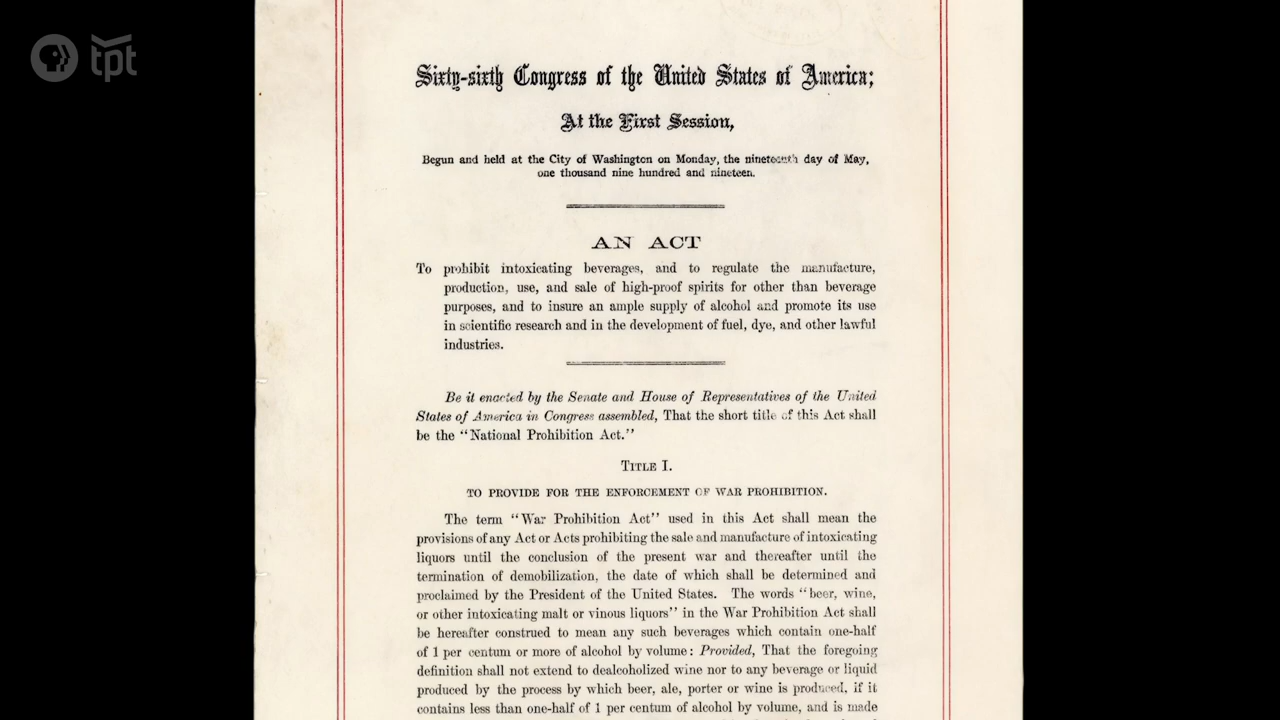 tpt
Sixty-sixth Congress of the United States of America;
At the First Session,
Begun and held at the City of Washington on Monday, the nineteenth day of May,
one thousand nine hundred and nineteen.
AN ACT
To prohibit intoxicating beverages, and to regulate the manufacture,
production, use, and sale of high-proof spirits for other than beverage
purposes, and to insure an ample supply of alcohol and promote its use
in scientific research and in the development of fuel, dye, and other lawful
industries.
Be it enacted by the Senate and House of Representatives of the United
States of America in Congress assembled, That the short title of this Act shall
be the “National Prohibition Act.”
TITLE I.
TO PROVIDE FOR THE ENFORCEMENT OF WAR PROHIBITION.
The term “War Prohibition Act” used in this Act shall mean the
provisions of any Act or Acts prohibiting the sale and manufacture of intoxicating
liquors until the conclusion of the present war and thereafter until the
termination of demobilization, the date of which shall be determined and
proclaimed by the President of the United States. The words “beer, wine,
or other intoxicating malt or vinous liquors” in the War Prohibition Act shall
be hereafter construed to mean any such beverages which contain one-half
of 1 per centum or more of alcohol by volume: Provided, That the foregoing
definition shall not extend to dealcoholized wine nor to any beverage or liquid
produced by the process by which beer, ale, porter or wine is produced, if it
contains less than one-half of 1 per centum of alcohol by volume, and is made